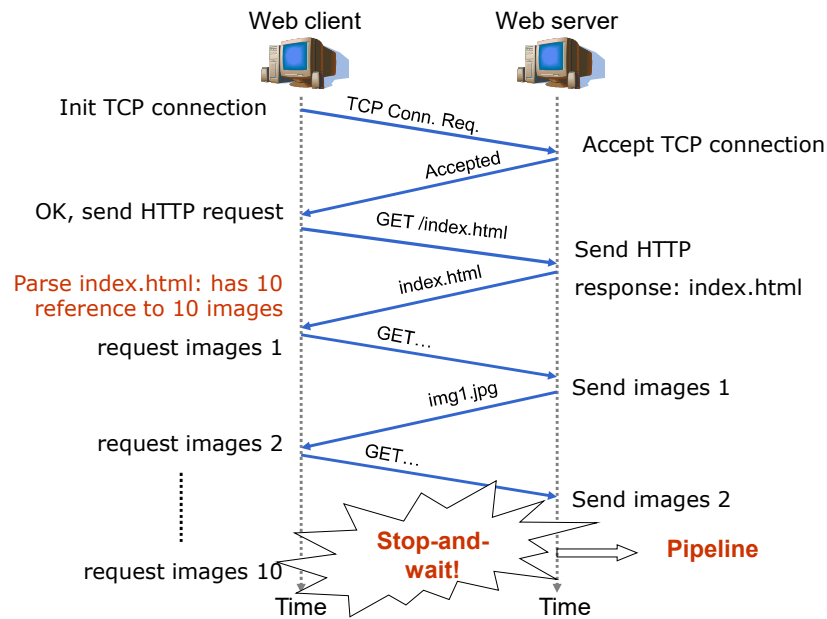 Web client
Web server
Init TCP connection
TCP Conn. Req.
Accept TCP connection
Accepted
OK, send HTTP request
GET /index.html
Send HTTP
response: index.html
index.html
Parse index.html: has 10
reference to 10 images
request images 1
GET…
Send images 1
img1.jpg
request images 2
GET…
Send images 2
Stop-and-
wait!
Pipeline
request images 10
Time
Time